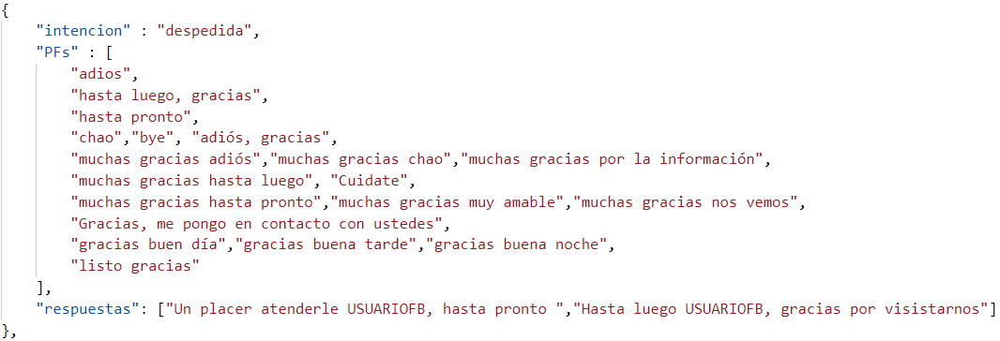 {
"intencion" : "despedida",
"PFs" : [
"adios",
"hasta luego, gracias",
"hasta pronto",
"chao","bye", "adiós, gracias",
"muchas gracias adiós","muchas gracias chao","muchas gracias por la información",
"muchas gracias hasta luego", "Cuidate",
"muchas gracias hasta pronto","muchas gracias muy amable","muchas gracias nos vemos",
"Gracias, me pongo en contacto con ustedes",
"gracias buen día","gracias buena tarde","gracias buena noche",
"listo gracias"
],
"respuestas": ["Un placer atenderle USUARIOFB, hasta pronto ","Hasta luego USUARIOFB, gracias por visistarnos"]
},